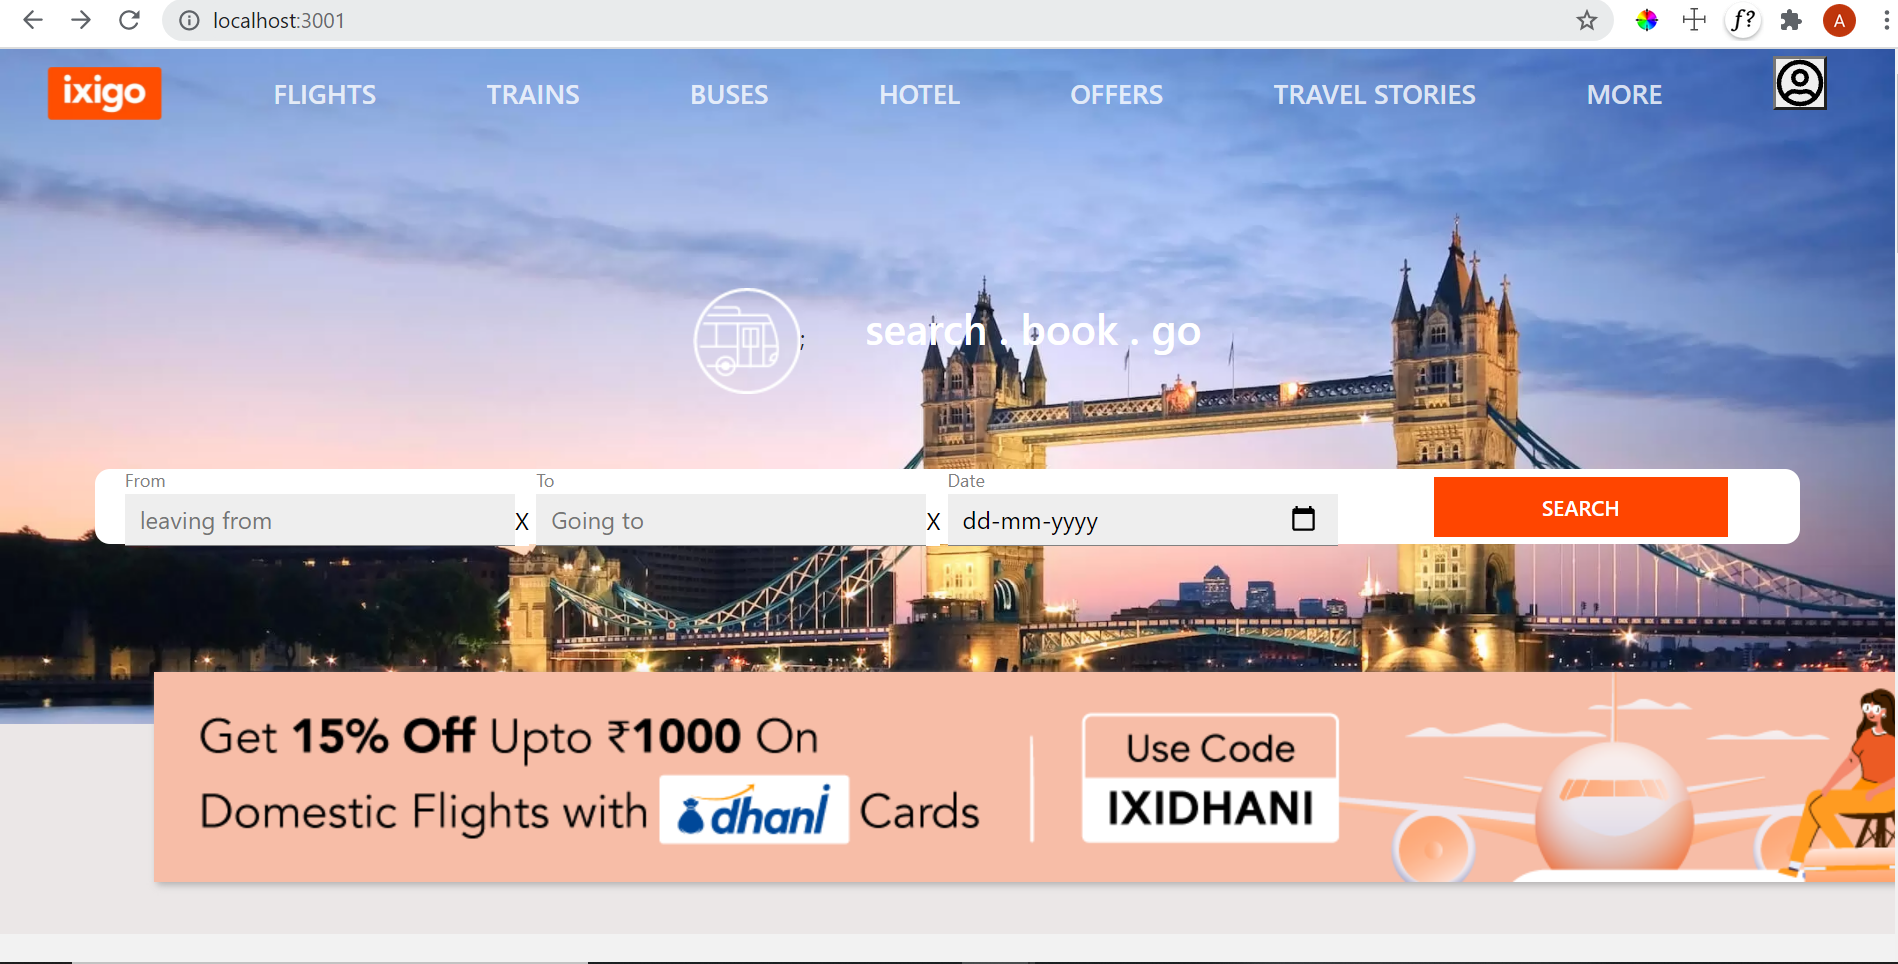 localhost:3001
A
f?
ixigo
FLIGHTS TRAINS BUSES HOTEL OFFERS TRAVEL STORIES MORE
; search . book . go
From To Date
leaving from X Going to X dd-mm-yyyy SEARCH
Get 15% Off Upto ₹1000 On
Domestic Flights with dhani Cards
Use Code
IXIDHANI